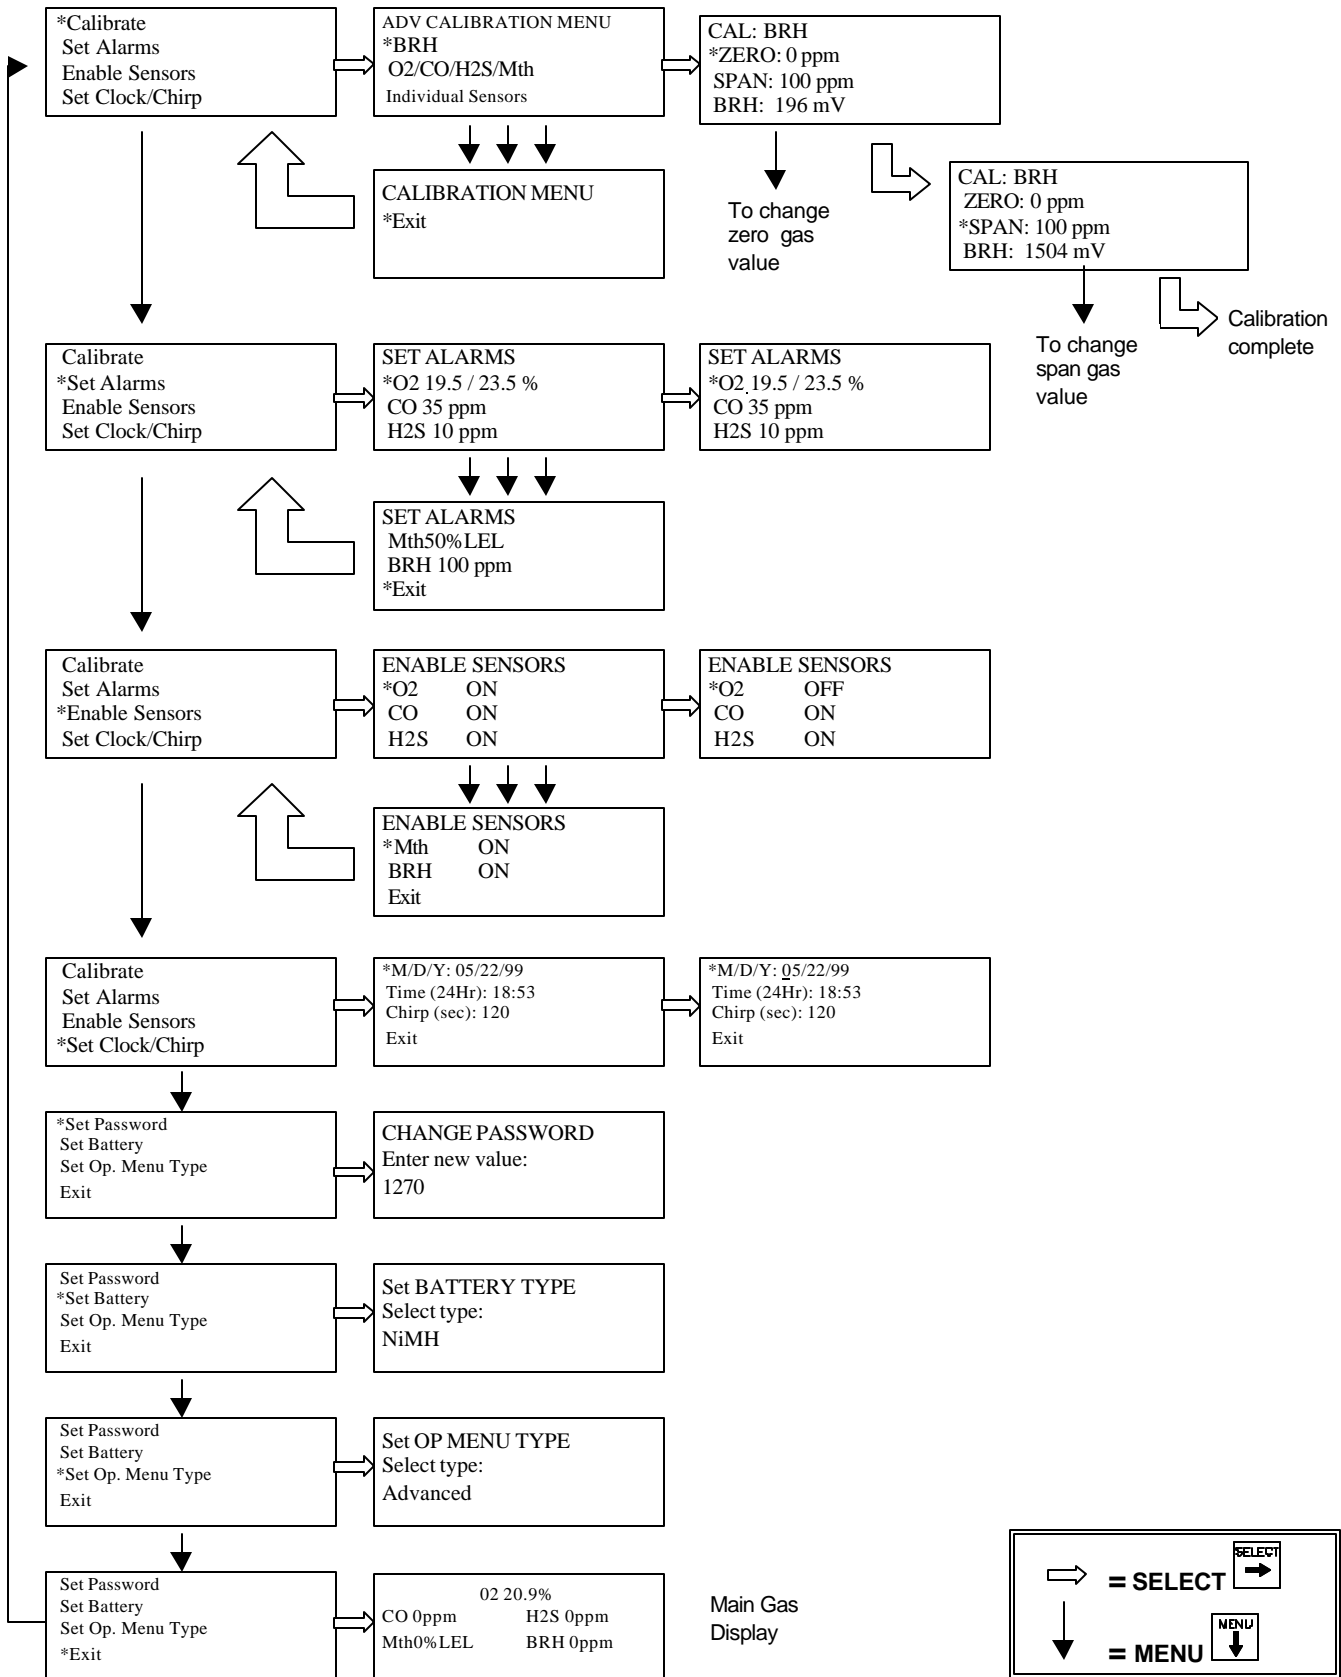 *Calibrate
Set Alarms
Enable Sensors
Set Clock/Chirp
ADV CALIBRATION MENU
*BRH
O2/CO/H2S/Mth
Individual Sensors
CAL: BRH
*ZERO: 0 ppm
SPAN: 100 ppm
BRH: 196 mV
CALIBRATION MENU
*Exit
To change
zero gas
value
CAL: BRH
ZERO: 0 ppm
*SPAN: 100 ppm
BRH: 1504 mV
To change
span gas
value
Calibration
complete
Calibrate
*Set Alarms
Enable Sensors
Set Clock/Chirp
SET ALARMS
*O2 19.5 / 23.5 %
CO 35 ppm
H2S 10 ppm
SET ALARMS
*O2 19.5 / 23.5 %
CO 35 ppm
H2S 10 ppm
SET ALARMS
Mth50%LEL
BRH 100 ppm
*Exit
Calibrate
Set Alarms
*Enable Sensors
Set Clock/Chirp
ENABLE SENSORS
*O2 ON
CO ON
H2S ON
ENABLE SENSORS
*O2 OFF
CO ON
H2S ON
ENABLE SENSORS
*Mth ON
BRH ON
Exit
Calibrate
Set Alarms
Enable Sensors
*Set Clock/Chirp
*M/D/Y: 05/22/99
Time (24Hr): 18:53
Chirp (sec): 120
Exit
*M/D/Y: 05/22/99
Time (24Hr): 18:53
Chirp (sec): 120
Exit
*Set Password
Set Battery
Set Op. Menu Type
Exit
CHANGE PASSWORD
Enter new value:
1270
Set Password
*Set Battery
Set Op. Menu Type
Exit
Set BATTERY TYPE
Select type:
NiMH
Set Password
Set Battery
*Set Op. Menu Type
Exit
Set OP MENU TYPE
Select type:
Advanced
Set Password
Set Battery
Set Op. Menu Type
*Exit
02 20.9%
CO 0ppm H2S 0ppm
Mth0%LEL BRH 0ppm
Main Gas
Display
= SELECT SELECT
= MENU MENU